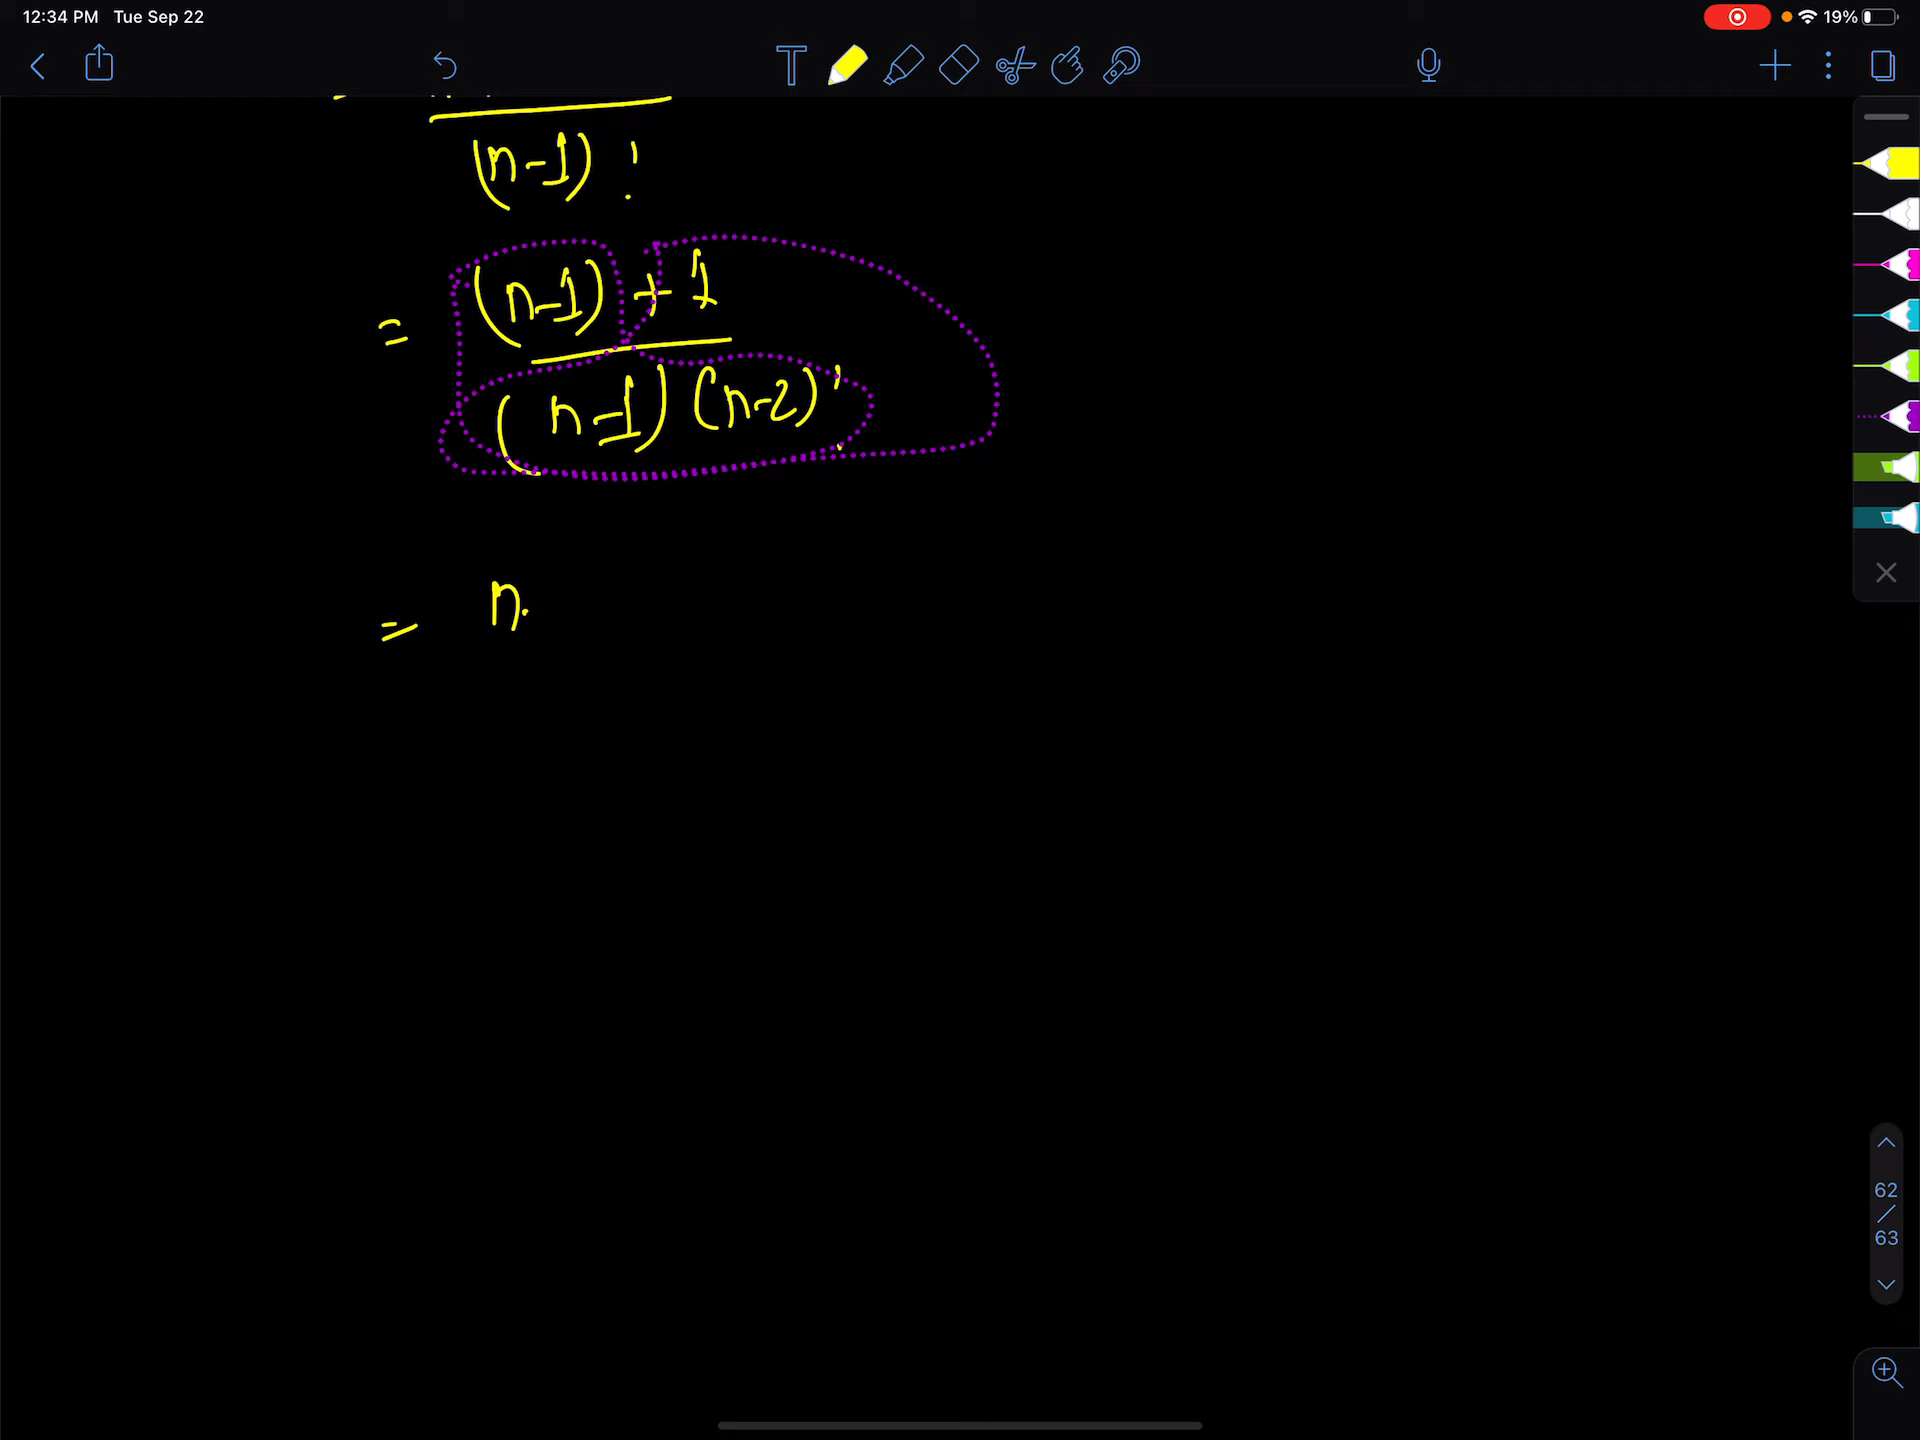 12:34 PM Tue Sep 22
19%
T
(n-1)!
= (n-1) + 1
(n-1)(n-2)!
= n
62
/
63